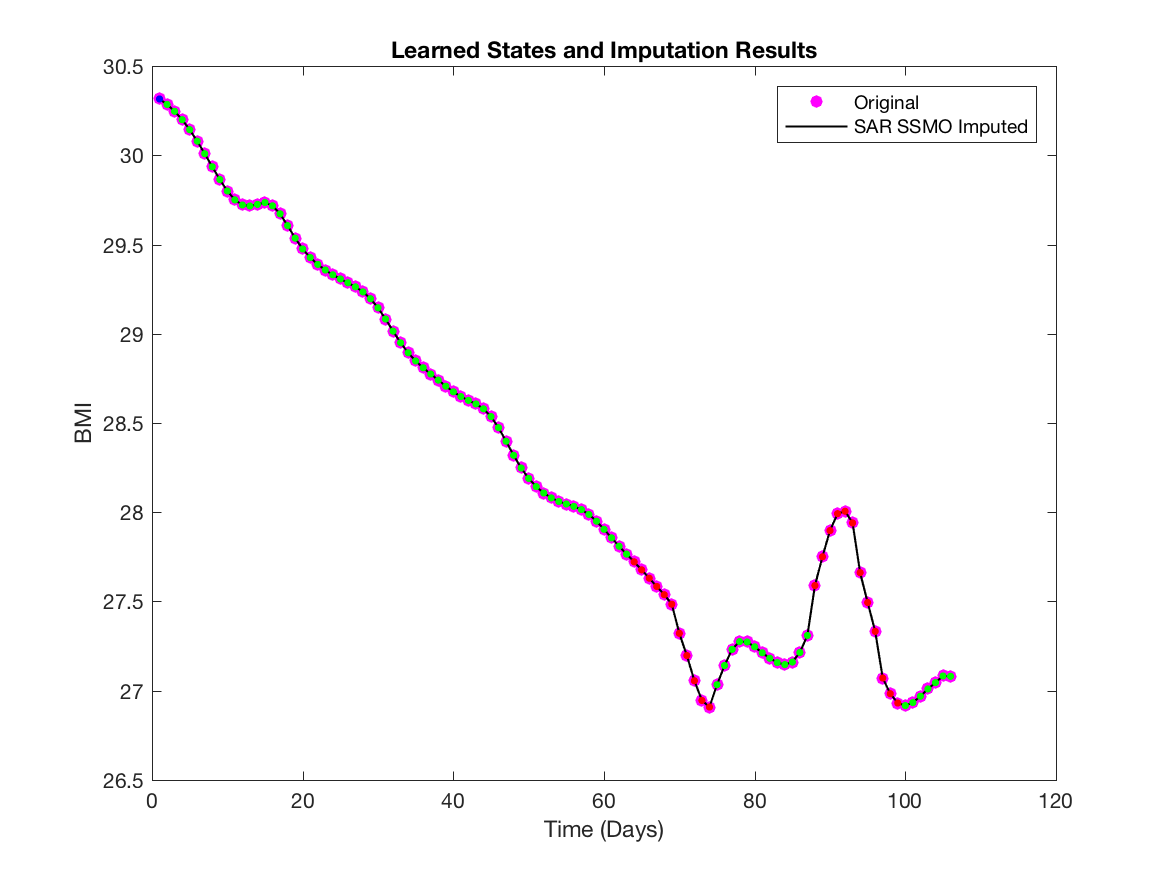 Learned States and Imputation Results
30.5
Original
SAR SSMO Imputed
30
29.5
29
28.5
BMI
28
27.5
27
26.5
0 20 40 60 80 100 120
Time (Days)